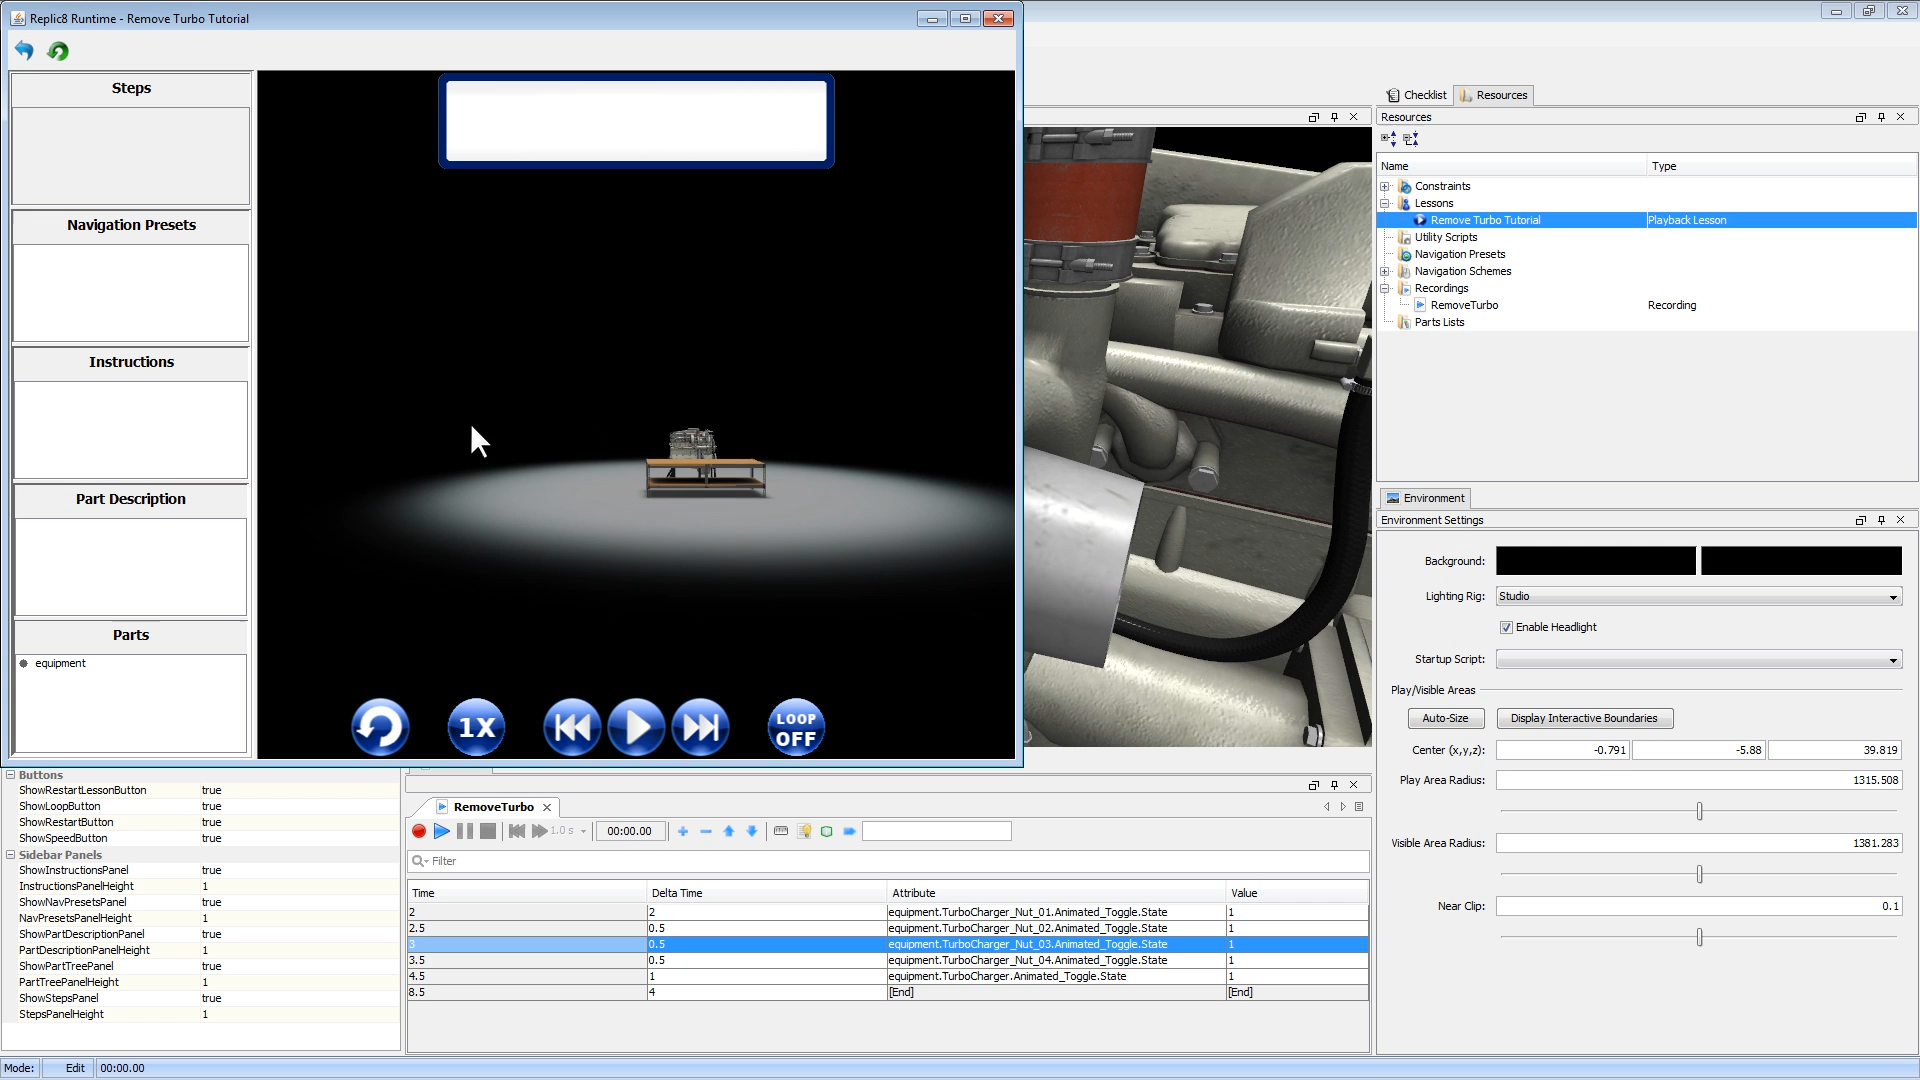 Replic8 Runtime - Remove Turbo Tutorial
Steps
Navigation Presets
Instructions
Part Description
Parts
equipment
1X
LOOP
OFF
Checklist
Resources
Resources
Name Type
Constraints
Lessons
Remove Turbo Tutorial Playback Lesson
Utility Scripts
Navigation Presets
Navigation Schemes
Recordings
RemoveTurbo Recording
Parts Lists
Environment
Environment Settings
Background:
Lighting Rig: Studio
Enable Headlight
Startup Script:
Play/Visible Areas
Auto-Size Display Interactive Boundaries
Center (x,y,z): -0.791 -5.88 39.819
Play Area Radius: 1315.508
Visible Area Radius: 1381.283
Near Clip: 0.1
Buttons
ShowRestartLessonButton true
ShowLoopButton true
ShowRestartButton true
ShowSpeedButton true
Sidebar Panels
ShowInstructionsPanel true
InstructionsPanelHeight 1
ShowNavPresetsPanel true
NavPresetsPanelHeight 1
ShowPartDescriptionPanel true
PartDescriptionPanelHeight 1
ShowPartTreePanel true
PartTreePanelHeight 1
ShowStepsPanel true
StepsPanelHeight 1
RemoveTurbo
1.0 s 00:00.00
Filter
Time Delta Time Attribute Value
2 2 equipment.TurboCharger_Nut_01.Animated_Toggle.State 1
2.5 0.5 equipment.TurboCharger_Nut_02.Animated_Toggle.State 1
3 0.5 equipment.TurboCharger_Nut_03.Animated_Toggle.State 1
3.5 0.5 equipment.TurboCharger_Nut_04.Animated_Toggle.State 1
4.5 1 equipment.TurboCharger.Animated_Toggle.State 1
8.5 4 [End] [End]
Mode: Edit 00:00.00